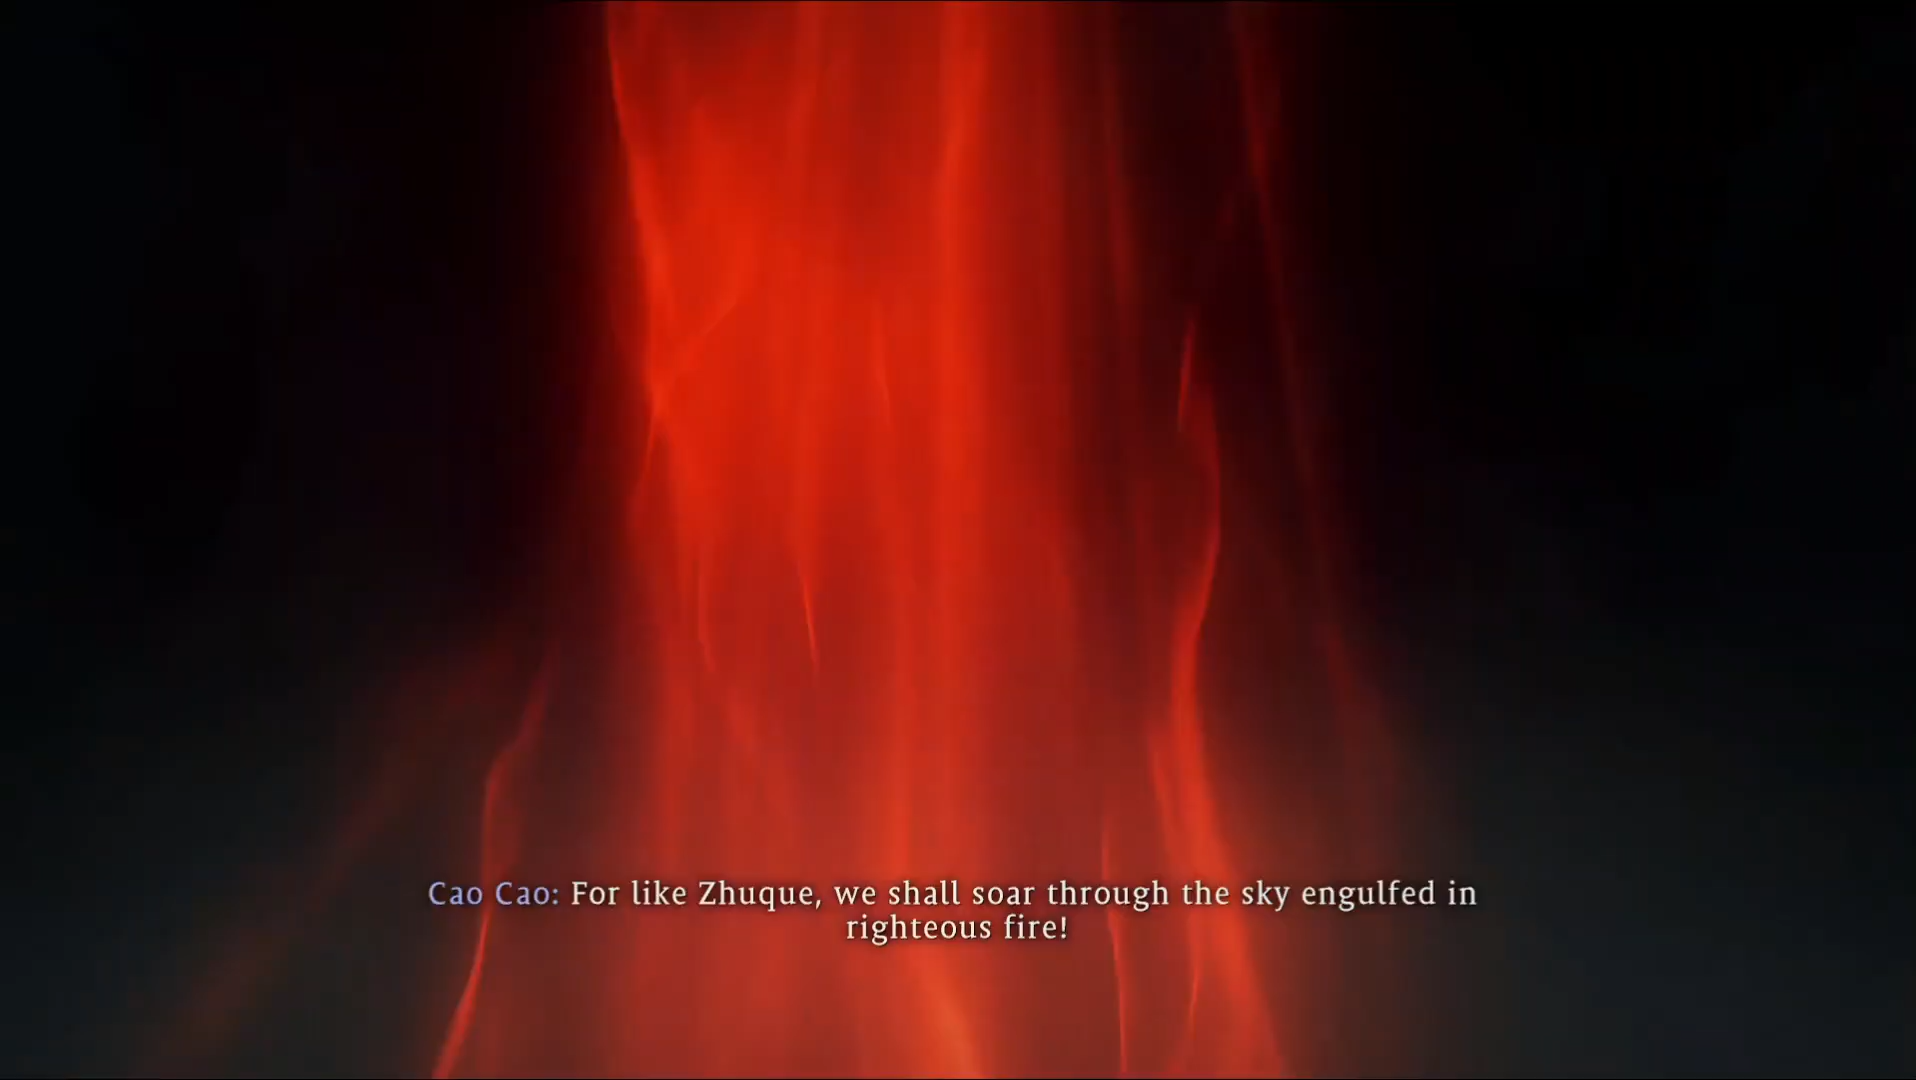 Cao Cao: For like Zhuque, we shall soar through the sky engulfed in
righteous fire!